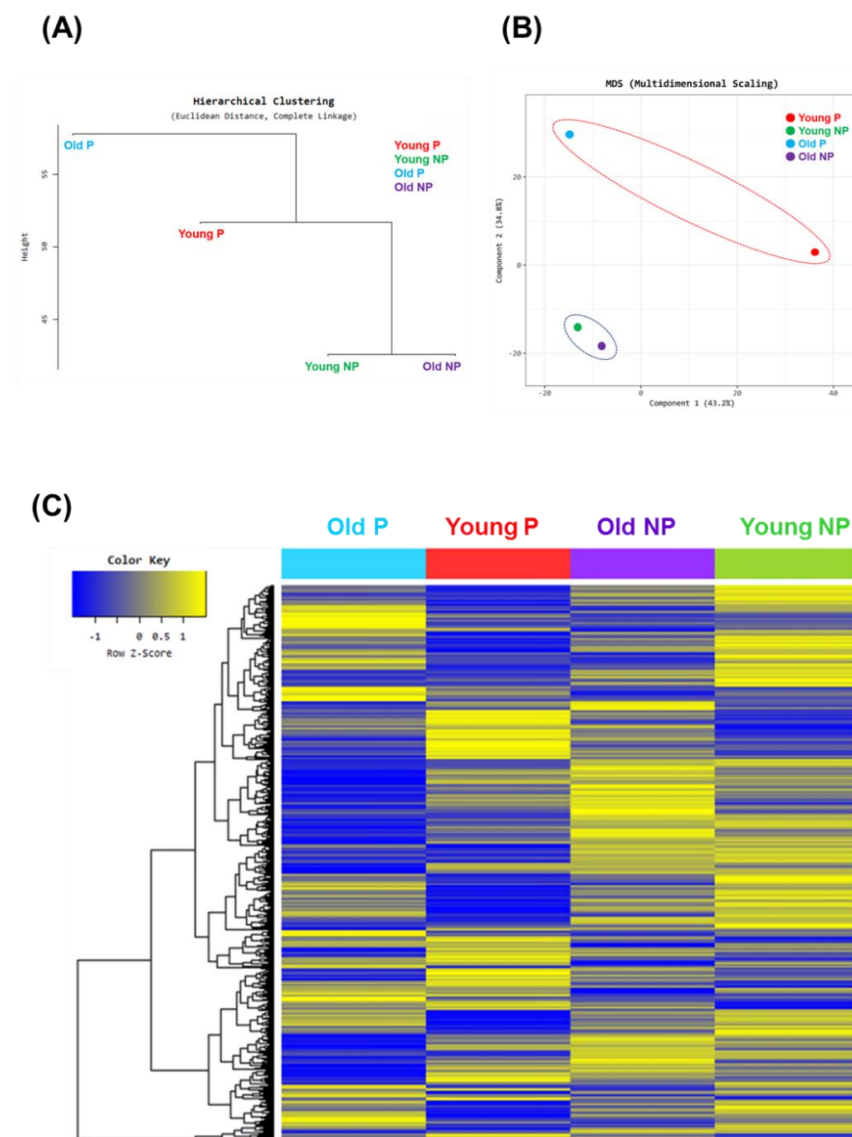 (A)
Hierarchical Clustering
(Euclidean Distance, Complete Linkage)
Old P
Young P
Young NP
Old NP
Young P
Young NP
Old P
Old NP
Height
55
50
45
(B)
MDS (Multidimensional Scaling)
Young P
Young NP
Old P
Old NP
Component 2 (34.8%)
20
0
-20
-20
0
20
40
Component 1 (43.2%)
(C)
Old P
Young P
Old NP
Young NP
Color Key
-1 0 0.5 1
Row Z-Score